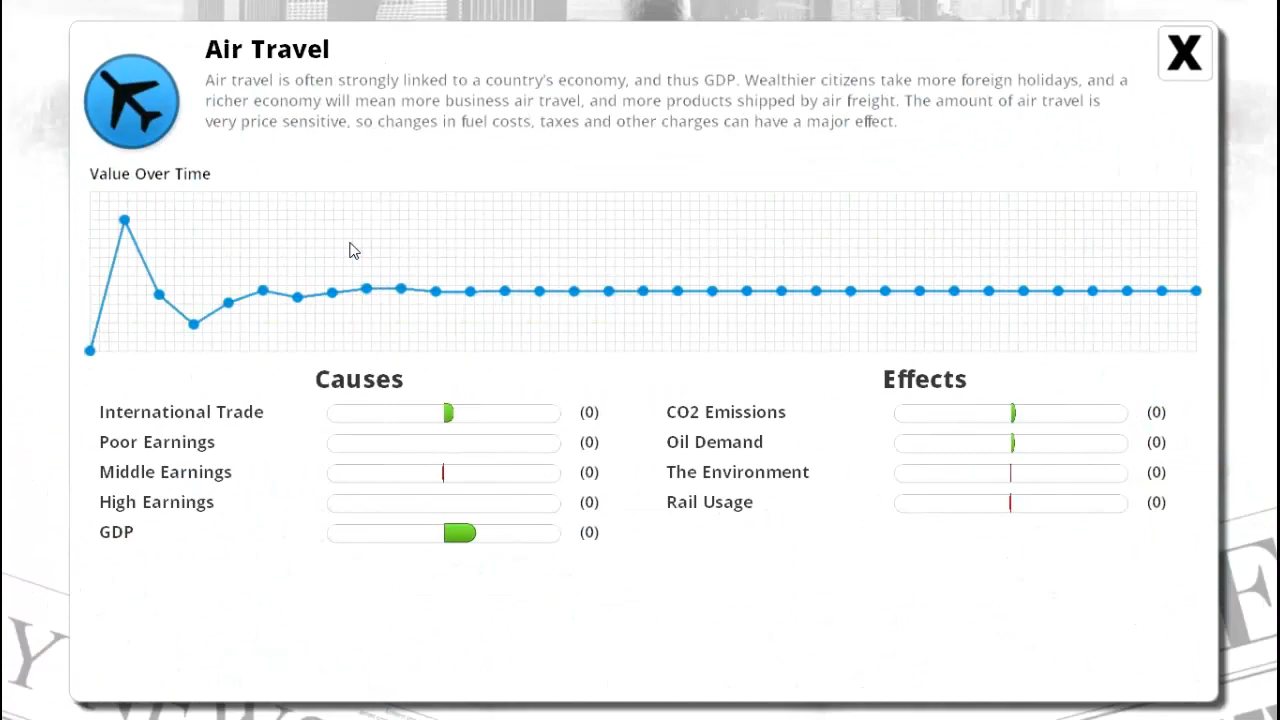 Air Travel
X
Air travel is often strongly linked to a country's economy, and thus GDP. Wealthier citizens take more foreign holidays, and a
richer economy will mean more business air travel, and more products shipped by air freight. The amount of air travel is
very price sensitive, so changes in fuel costs, taxes and other charges can have a major effect.
Value Over Time
Causes
International Trade (0)
Poor Earnings (0)
Middle Earnings (0)
High Earnings (0)
GDP (0)
Effects
CO2 Emissions (0)
Oil Demand (0)
The Environment (0)
Rail Usage (0)